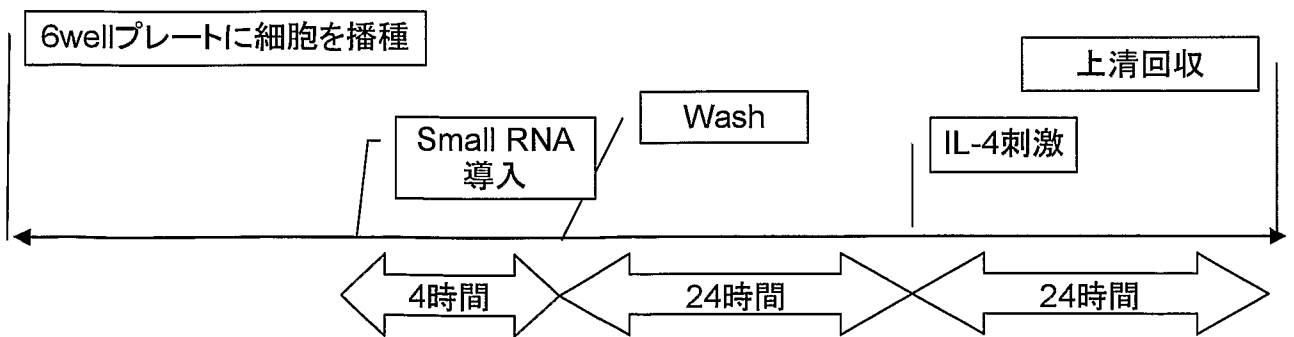 6wellプレートに細胞を播種
上清回収
Wash
Small RNA
導入
IL-4刺激
4時間
24時間
24時間